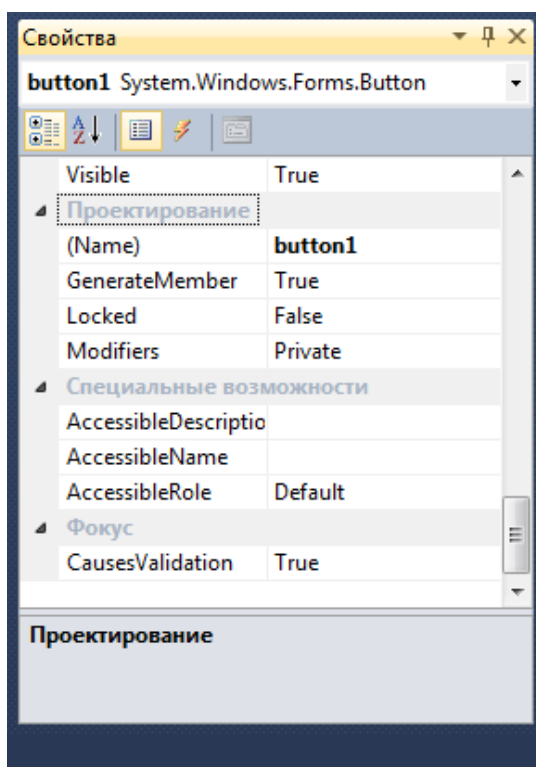 Свойства
button1 System.Windows.Forms.Button
Visible True
Проектирование
(Name) button1
GenerateMember True
Locked False
Modifiers Private
Специальные возможности
AccessibleDescriptio
AccessibleName
AccessibleRole Default
Фокус
CausesValidation True
Проектирование